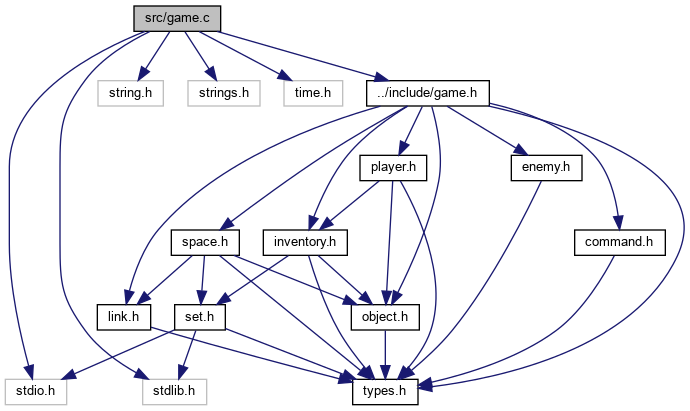 src/game.c
string.h
strings.h
time.h
../include/game.h
player.h
enemy.h
space.h
inventory.h
command.h
link.h
set.h
object.h
stdio.h
stdlib.h
types.h